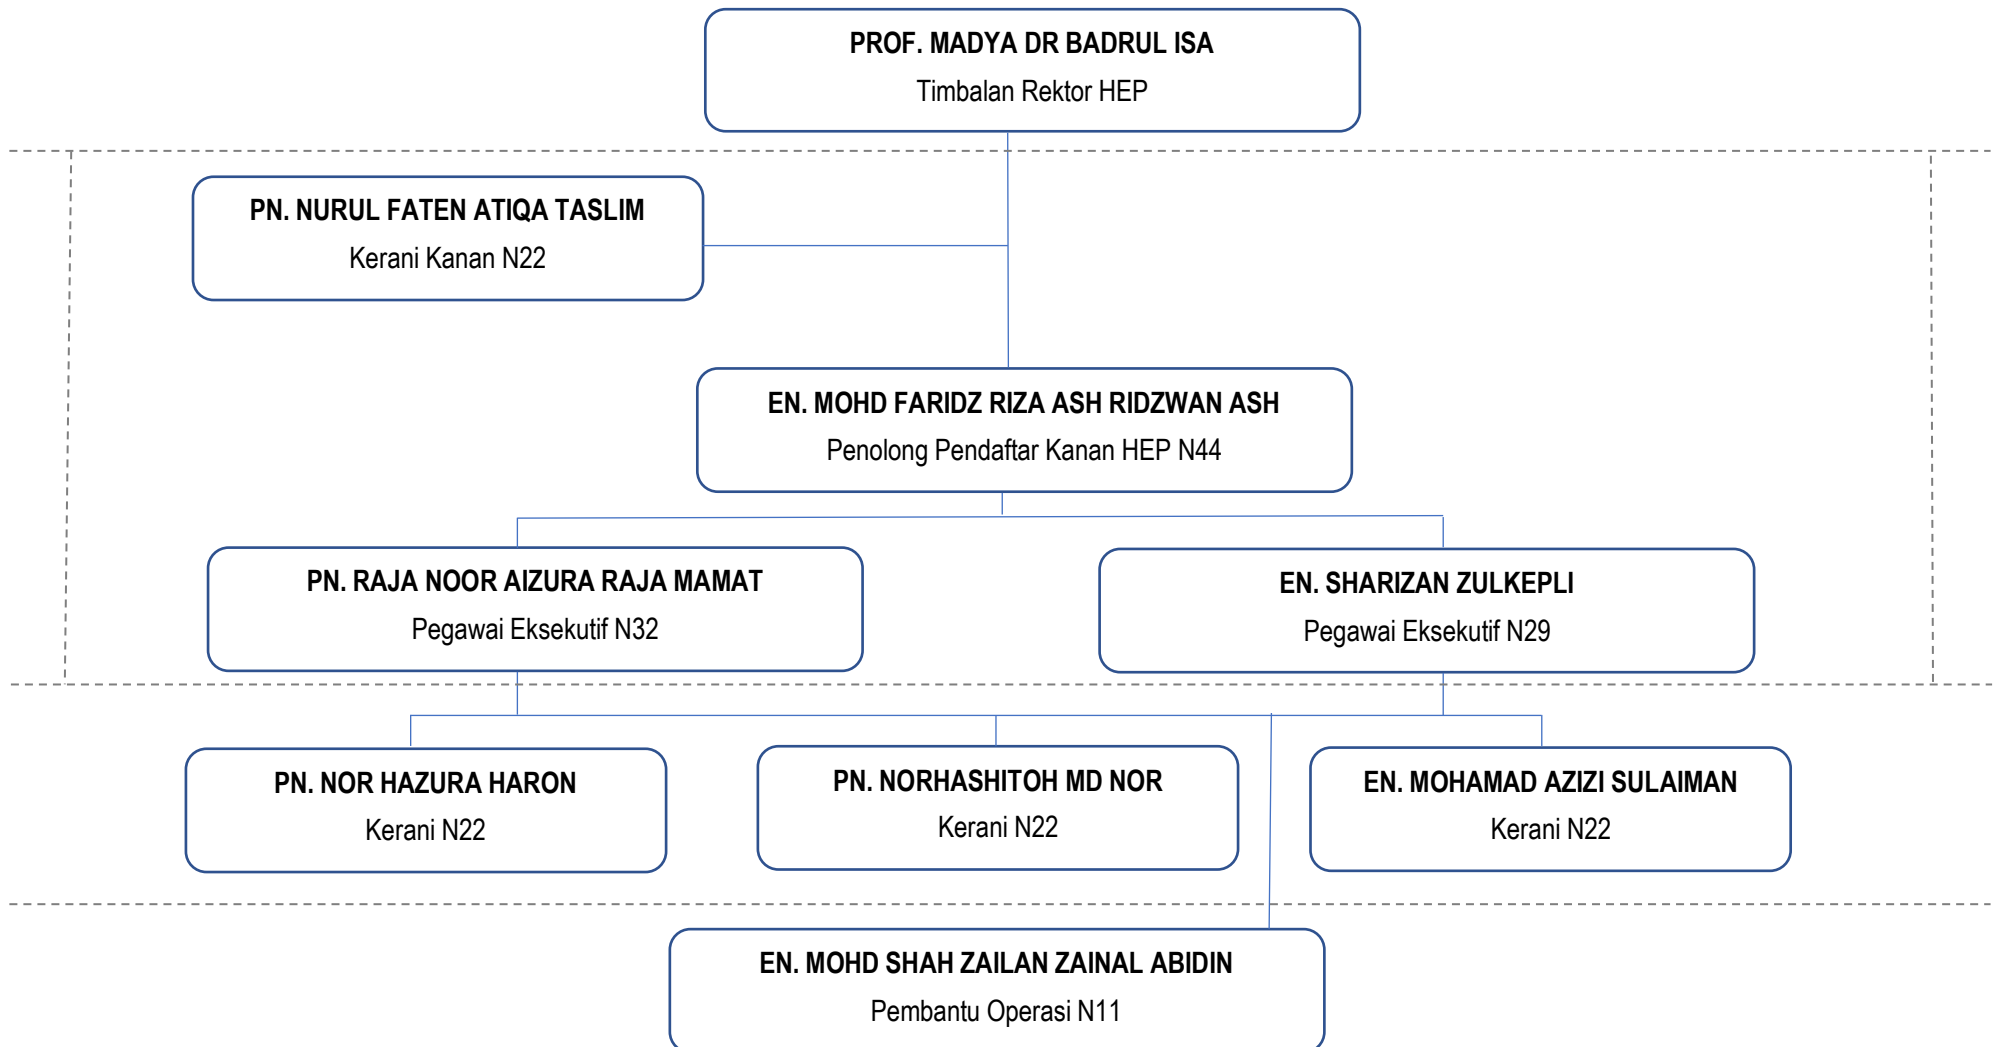 PROF. MADYA DR BADRUL ISA
Timbalan Rektor HEP
PN. NURUL FATEN ATIQA TASLIM
Kerani Kanan N22
EN. MOHD FARIDZ RIZA ASH RIDZWAN ASH
Penolong Pendaftar Kanan HEP N44
PN. RAJA NOOR AIZURA RAJA MAMAT
Pegawai Eksekutif N32
EN. SHARIZAN ZULKEPLI
Pegawai Eksekutif N29
PN. NOR HAZURA HARON
Kerani N22
PN. NORHASHITOH MD NOR
Kerani N22
EN. MOHAMAD AZIZI SULAIMAN
Kerani N22
EN. MOHD SHAH ZAILAN ZAINAL ABIDIN
Pembantu Operasi N11